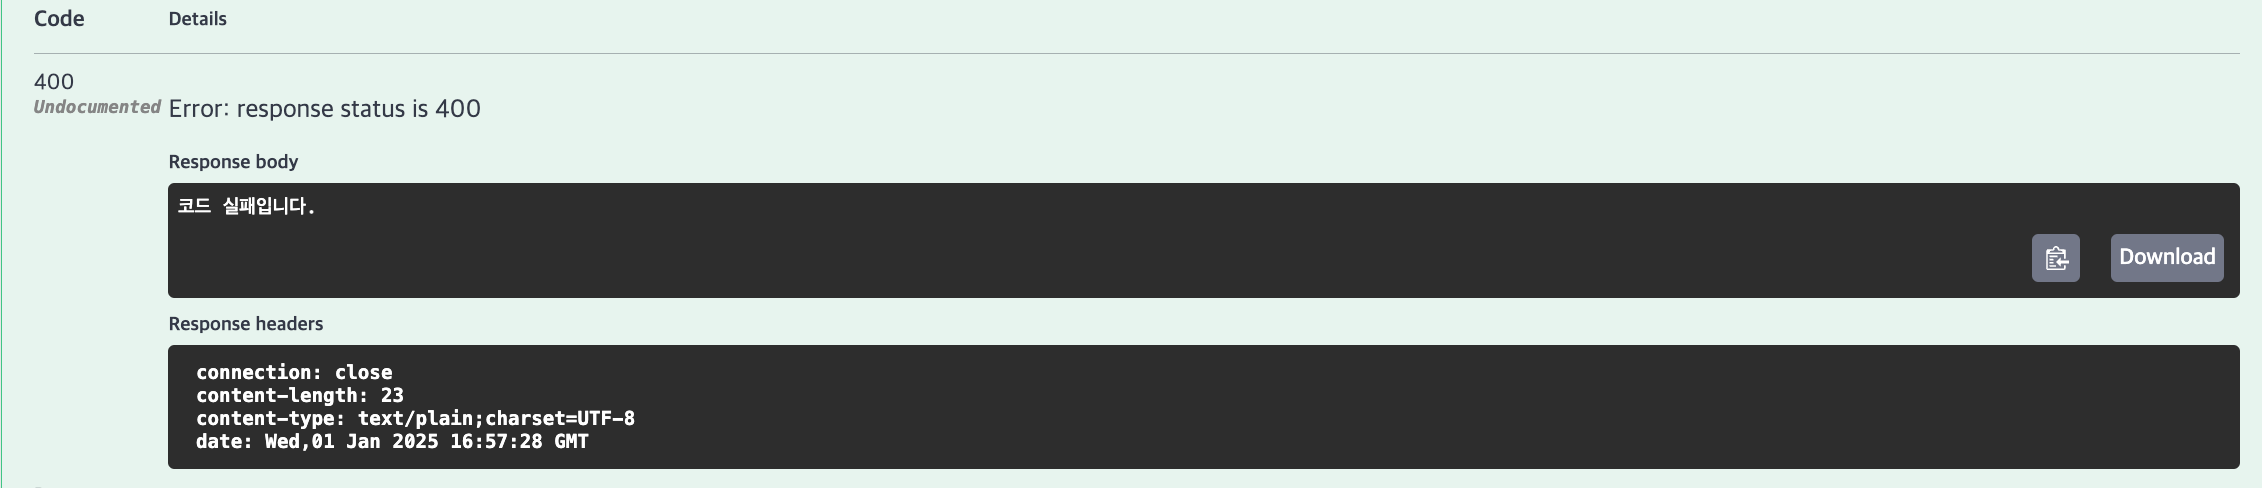 Code Details
400
Undocumented Error: response status is 400
Response body
코드 실패입니다.
Download
Response headers
connection: close
content-length: 23
content-type: text/plain;charset=UTF-8
date: Wed,01 Jan 2025 16:57:28 GMT